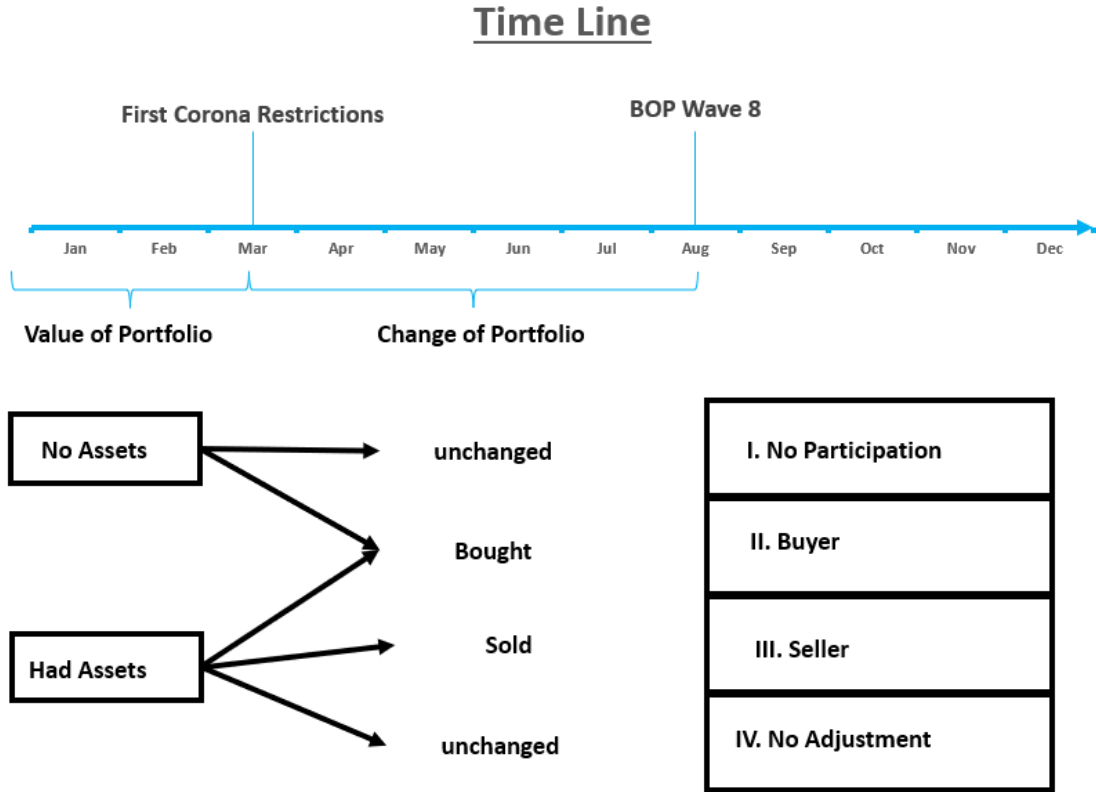 Time Line
First Corona Restrictions
BOP Wave 8
Jan Feb Mar Apr May Jun Jul Aug Sep Oct Nov Dec
Value of Portfolio
Change of Portfolio
No Assets
unchanged
I. No Participation
Bought
II. Buyer
Had Assets
Sold
III. Seller
unchanged
IV. No Adjustment